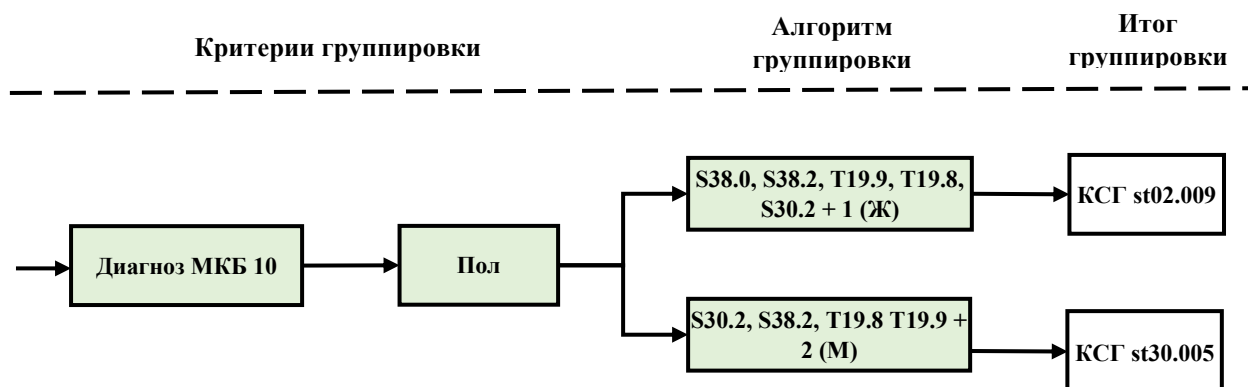 Критерии группировки
Алгоритм
группировки
Итог
группировки
Диагноз МКБ 10
Пол
S38.0, S38.2, T19.9, T19.8,
S30.2 + 1 (Ж)
КСГ st02.009
S30.2, S38.2, T19.8 T19.9 +
2 (М)
КСГ st30.005